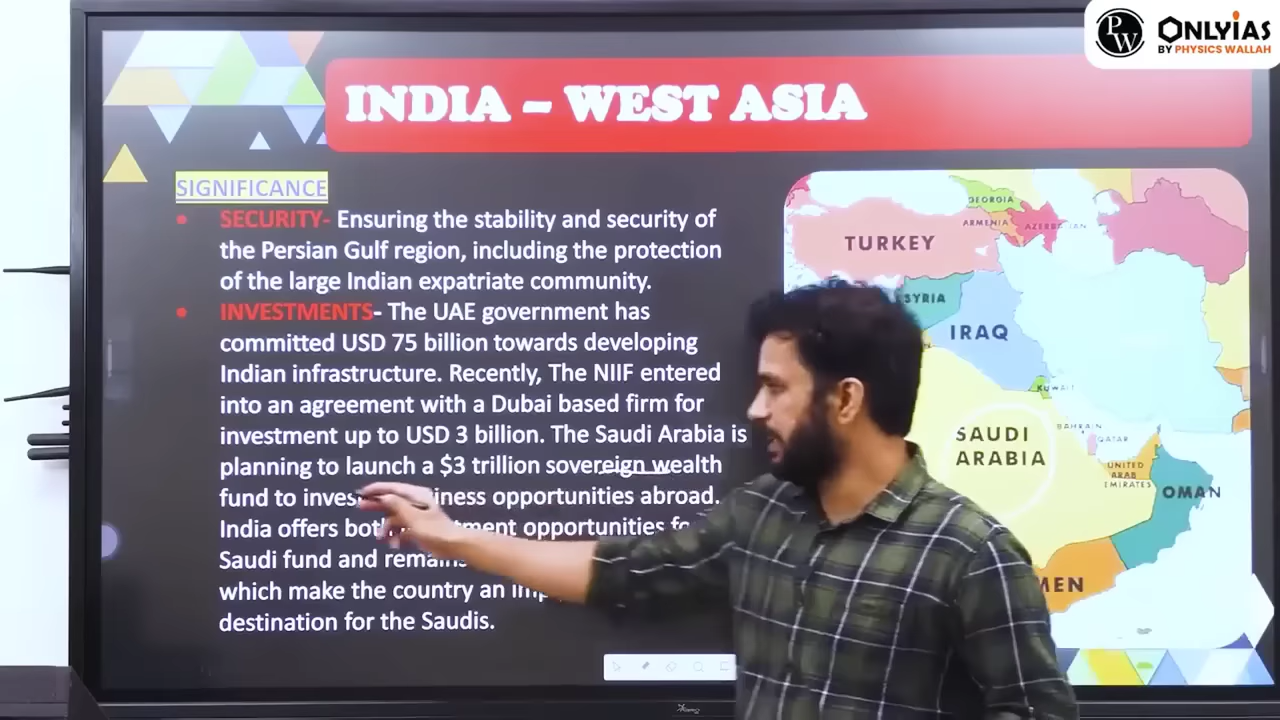 PW ONLYIAS
BY PHYSICS WALLAH
INDIA – WEST ASIA
SIGNIFICANCE
• SECURITY- Ensuring the stability and security of
the Persian Gulf region, including the protection
of the large Indian expatriate community.
• INVESTMENTS- The UAE government has
committed USD 75 billion towards developing
Indian infrastructure. Recently, The NIIF entered
into an agreement with a Dubai based firm for
investment up to USD 3 billion. The Saudi Arabia is
planning to launch a $3 trillion sovereign wealth
fund to opportunities abroad.
India offers opportunities
Saudi fund and
which make the country an
destination for the Saudis.
GEORGIA
ARMENIA
TURKEY
SYRIA
IRAQ
KUWAIT
BAHRAIN
QATAR
SAUDI
ARABIA
UNITED
ARAB
EMIRATES
OMAN